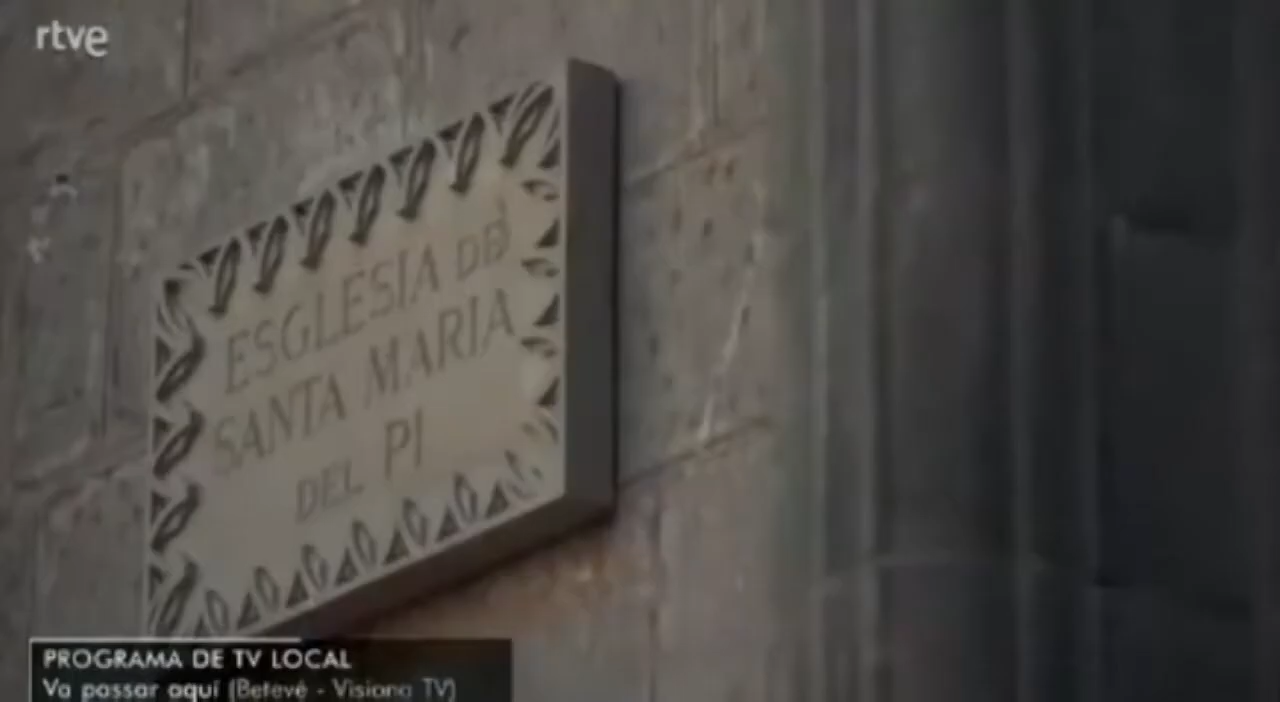 rtve
ESGLESIA DE
SANTA MARIA
DEL PI
PROGRAMA DE TV LOCAL
Va passar aquí (Betevé - Visiona TV)